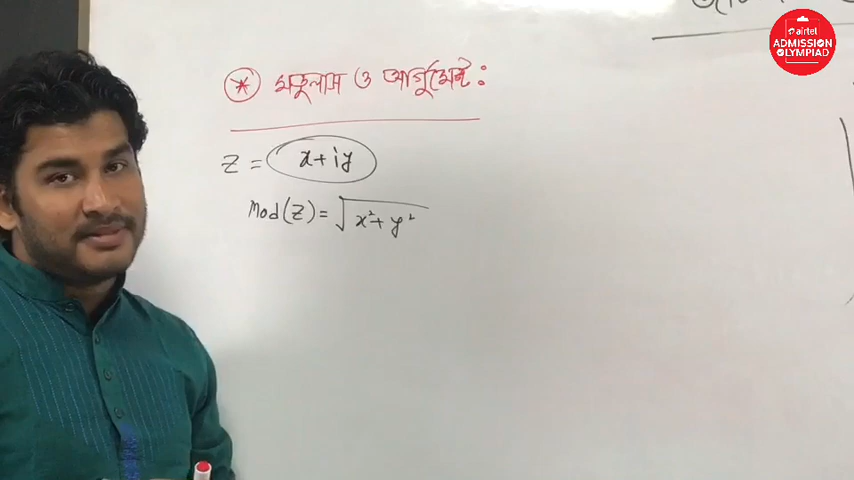 airtel
ADMISSION
OLYMPIAD
* মডুলাস ও আর্গুমেন্ট :
Z = x + iy
Mod(Z) = √x² + y²